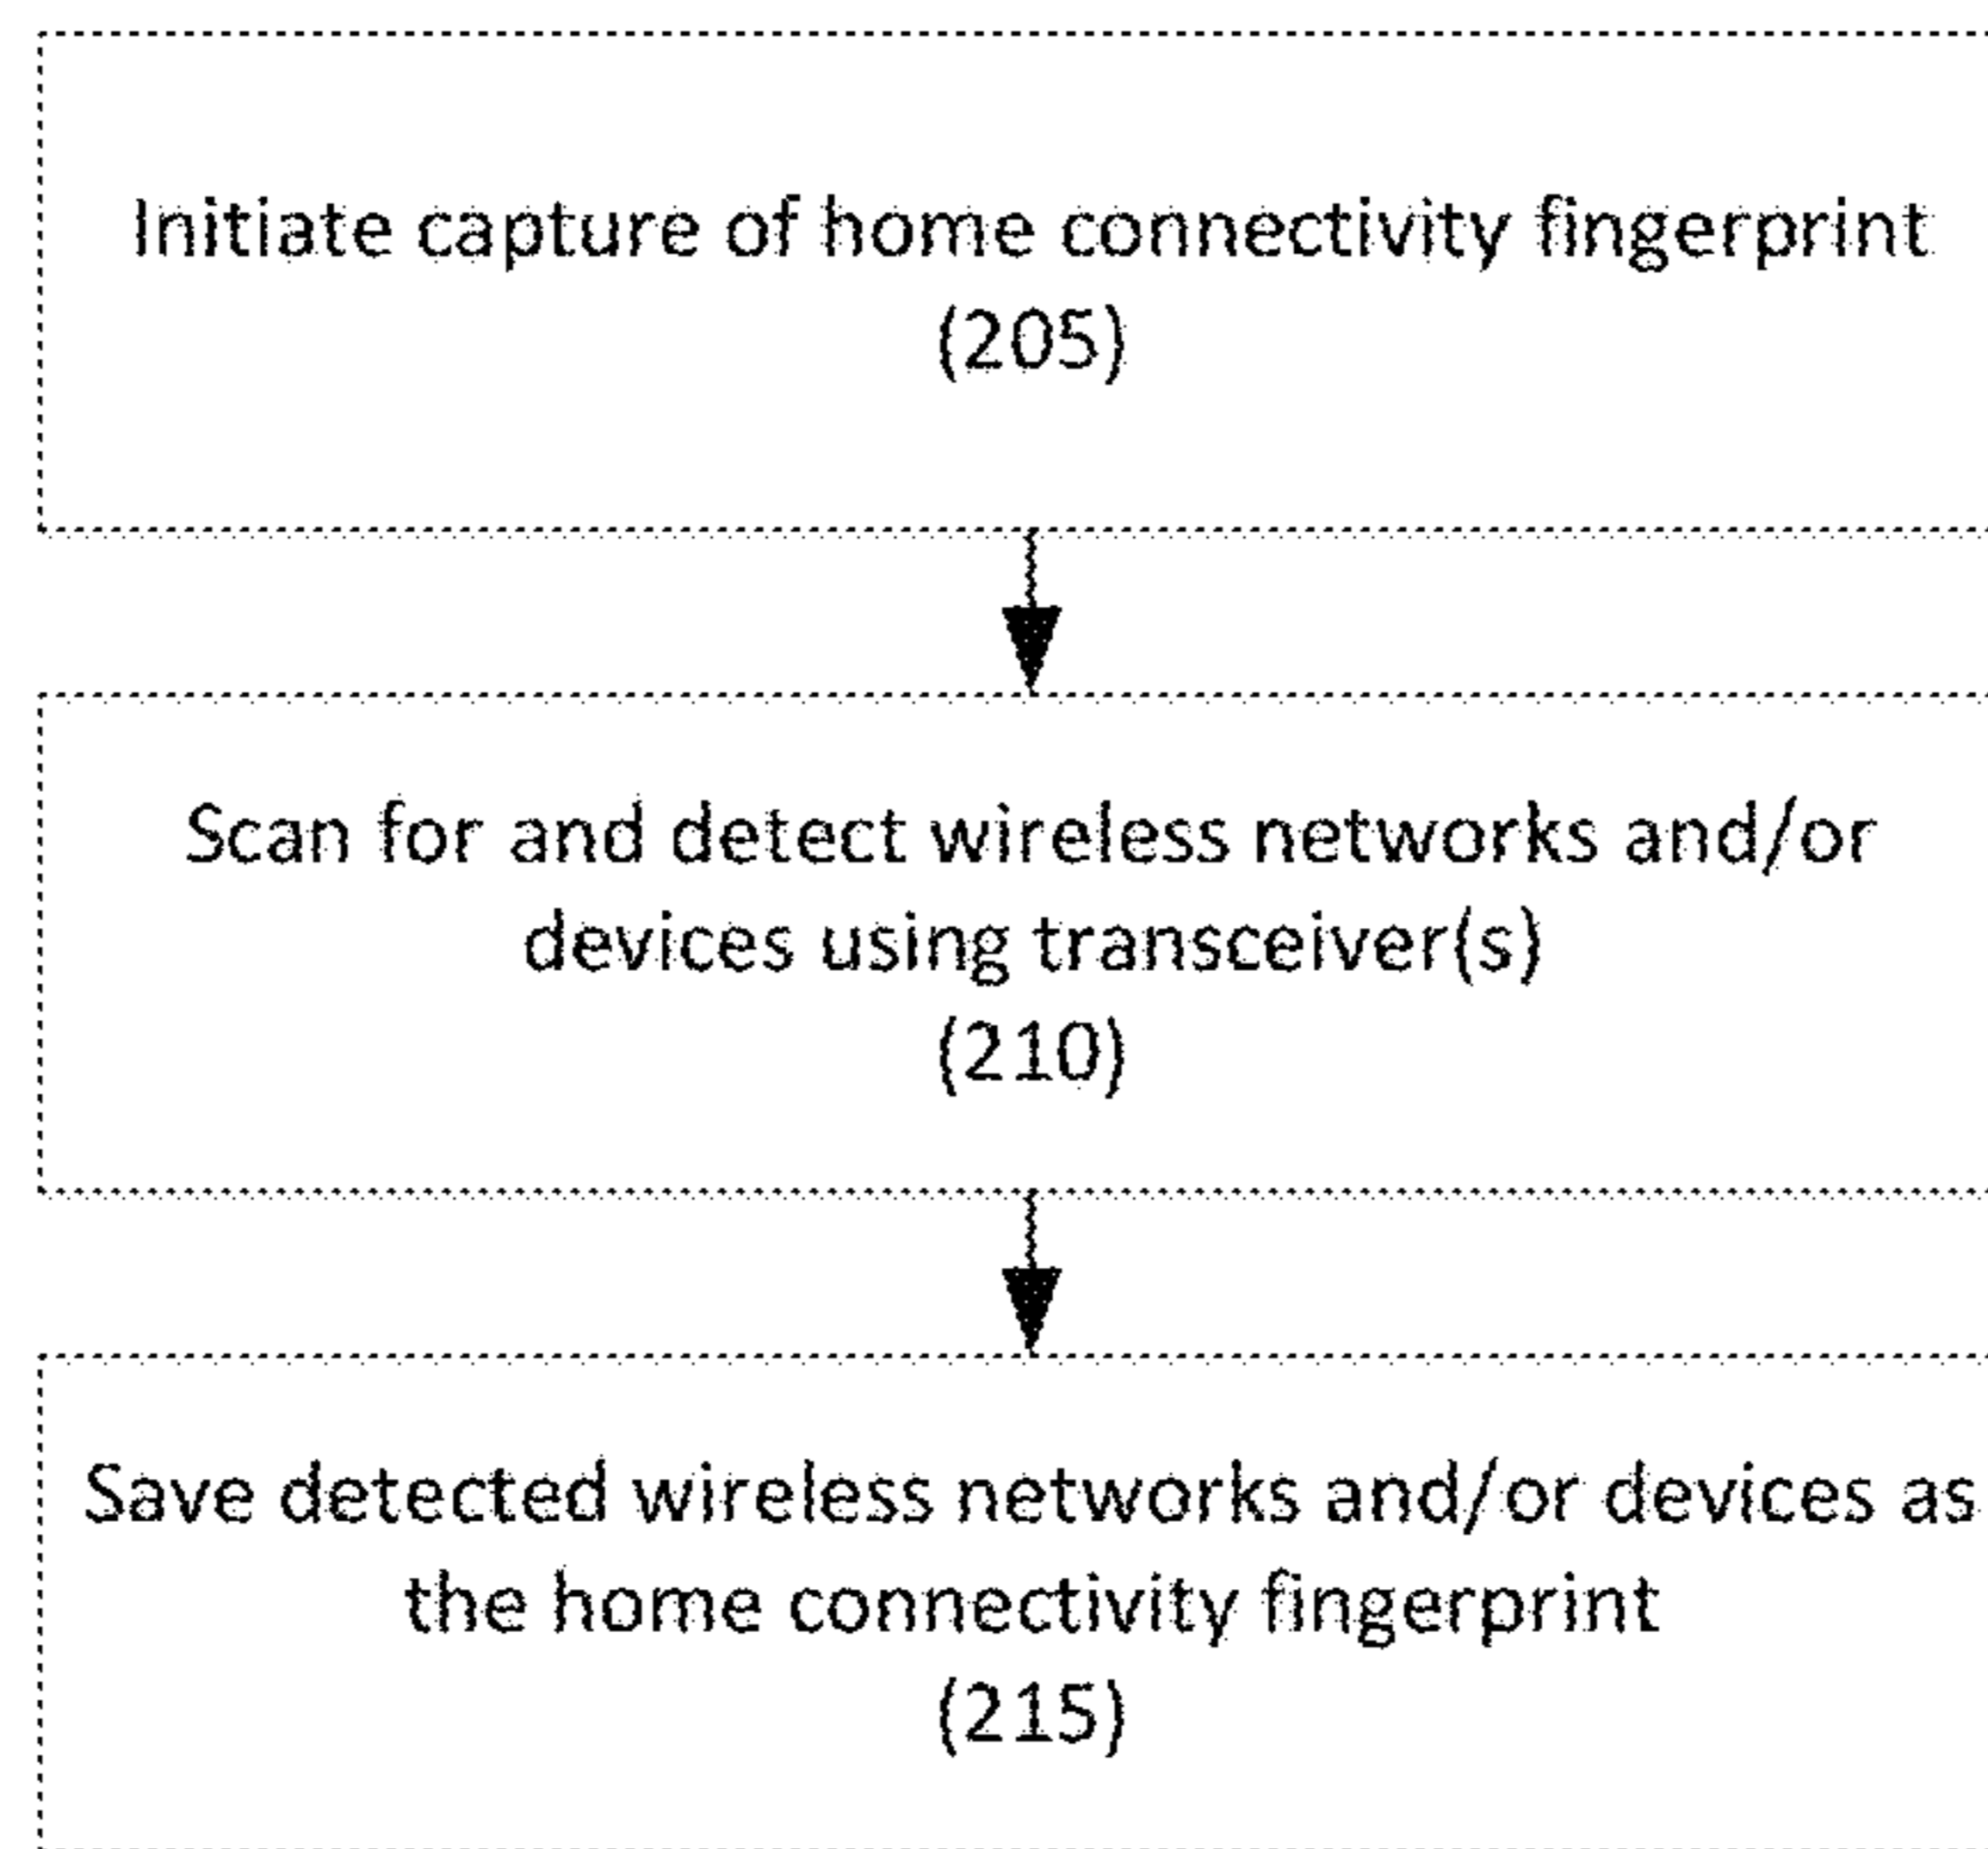 Initiate capture of home connectivity fingerprint
(205)
Scan for and detect wireless networks and/or
devices using transceiver(s)
(210)
Save detected wireless networks and/or devices as
the home connectivity fingerprint
(215)